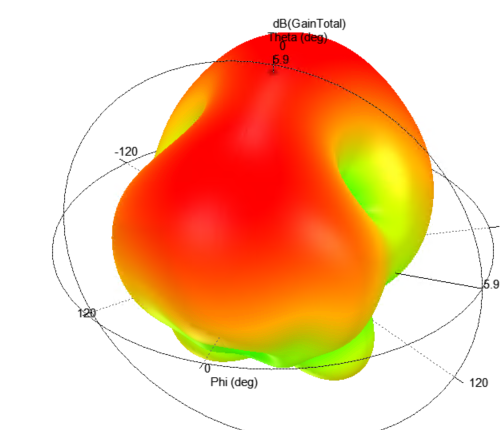 dB(GainTotal)
Theta (deg)
0
5.9
-120
5.9
120
0
Phi (deg)
120